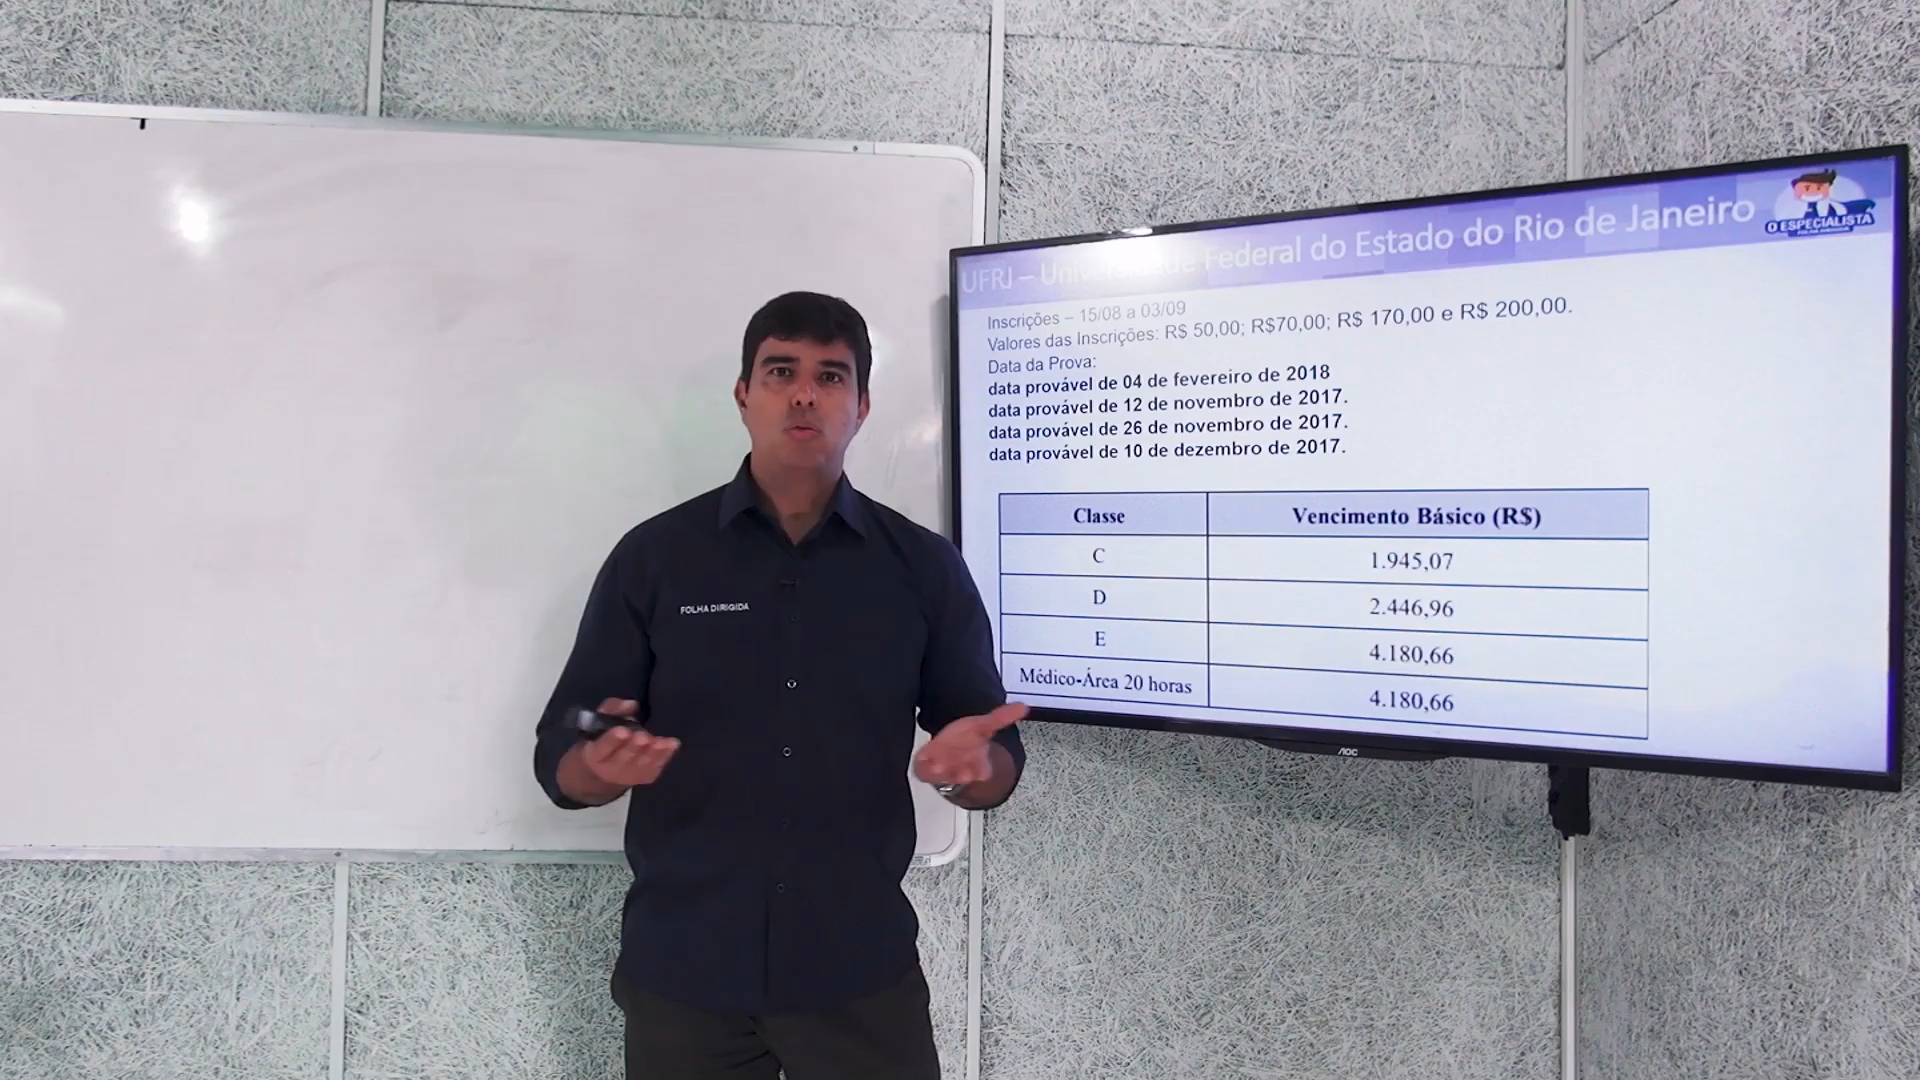 UFRJ – Universidade Federal do Estado do Rio de Janeiro
O ESPECIALISTA
FOLHA DIRIGIDA
Inscrições – 15/08 a 03/09
Valores das Inscrições: R$ 50,00; R$70,00; R$ 170,00 e R$ 200,00.
Data da Prova:
data provável de 04 de fevereiro de 2018
data provável de 12 de novembro de 2017.
data provável de 26 de novembro de 2017.
data provável de 10 de dezembro de 2017.
Classe Vencimento Básico (R$)
C 1.945,07
D 2.446,96
E 4.180,66
Médico-Área 20 horas 4.180,66
AOC
FOLHA DIRIGIDA